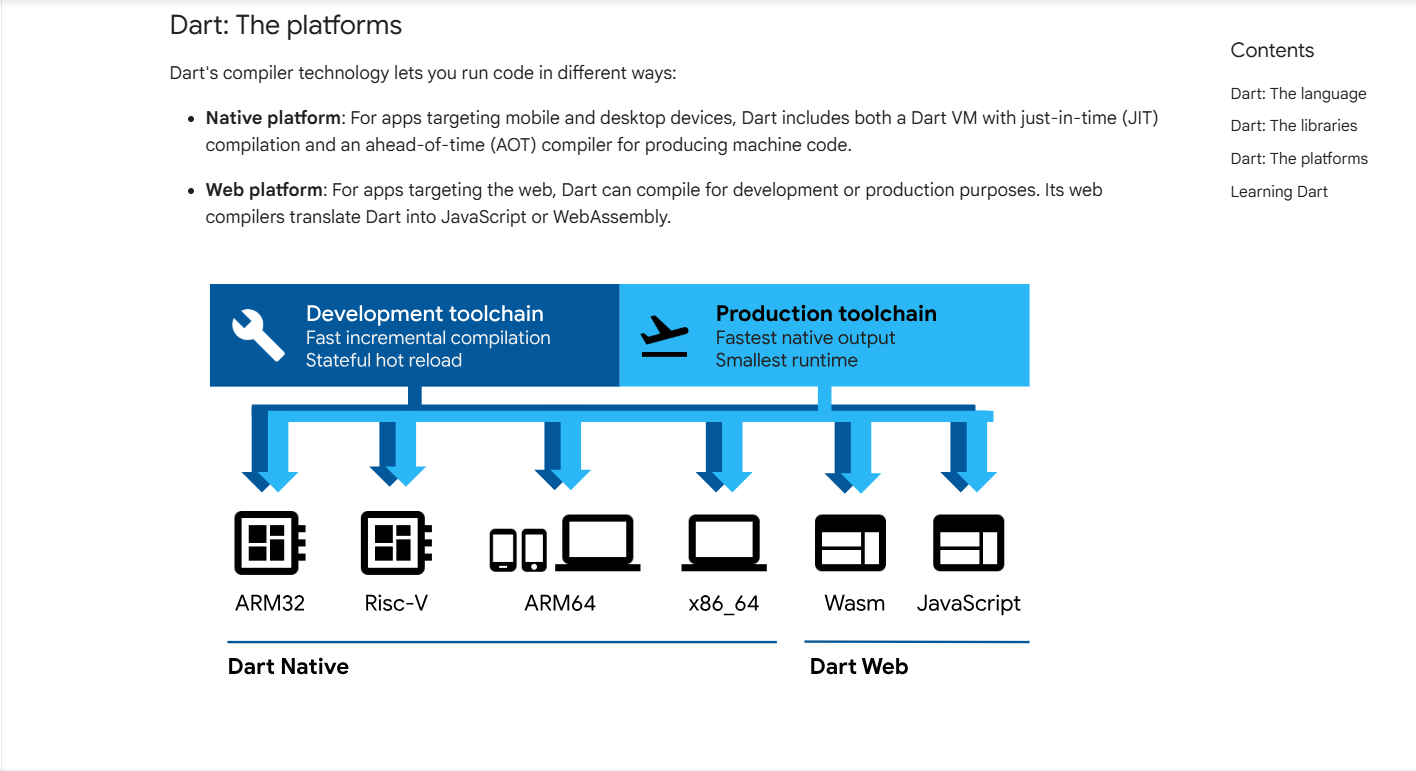 Dart: The platforms
Dart's compiler technology lets you run code in different ways:
• Native platform: For apps targeting mobile and desktop devices, Dart includes both a Dart VM with just-in-time (JIT)
compilation and an ahead-of-time (AOT) compiler for producing machine code.
• Web platform: For apps targeting the web, Dart can compile for development or production purposes. Its web
compilers translate Dart into JavaScript or WebAssembly.
Development toolchain
Fast incremental compilation
Stateful hot reload
Production toolchain
Fastest native output
Smallest runtime
ARM32
Risc-V
ARM64
x86_64
Wasm
JavaScript
Dart Native
Dart Web
Contents
Dart: The language
Dart: The libraries
Dart: The platforms
Learning Dart